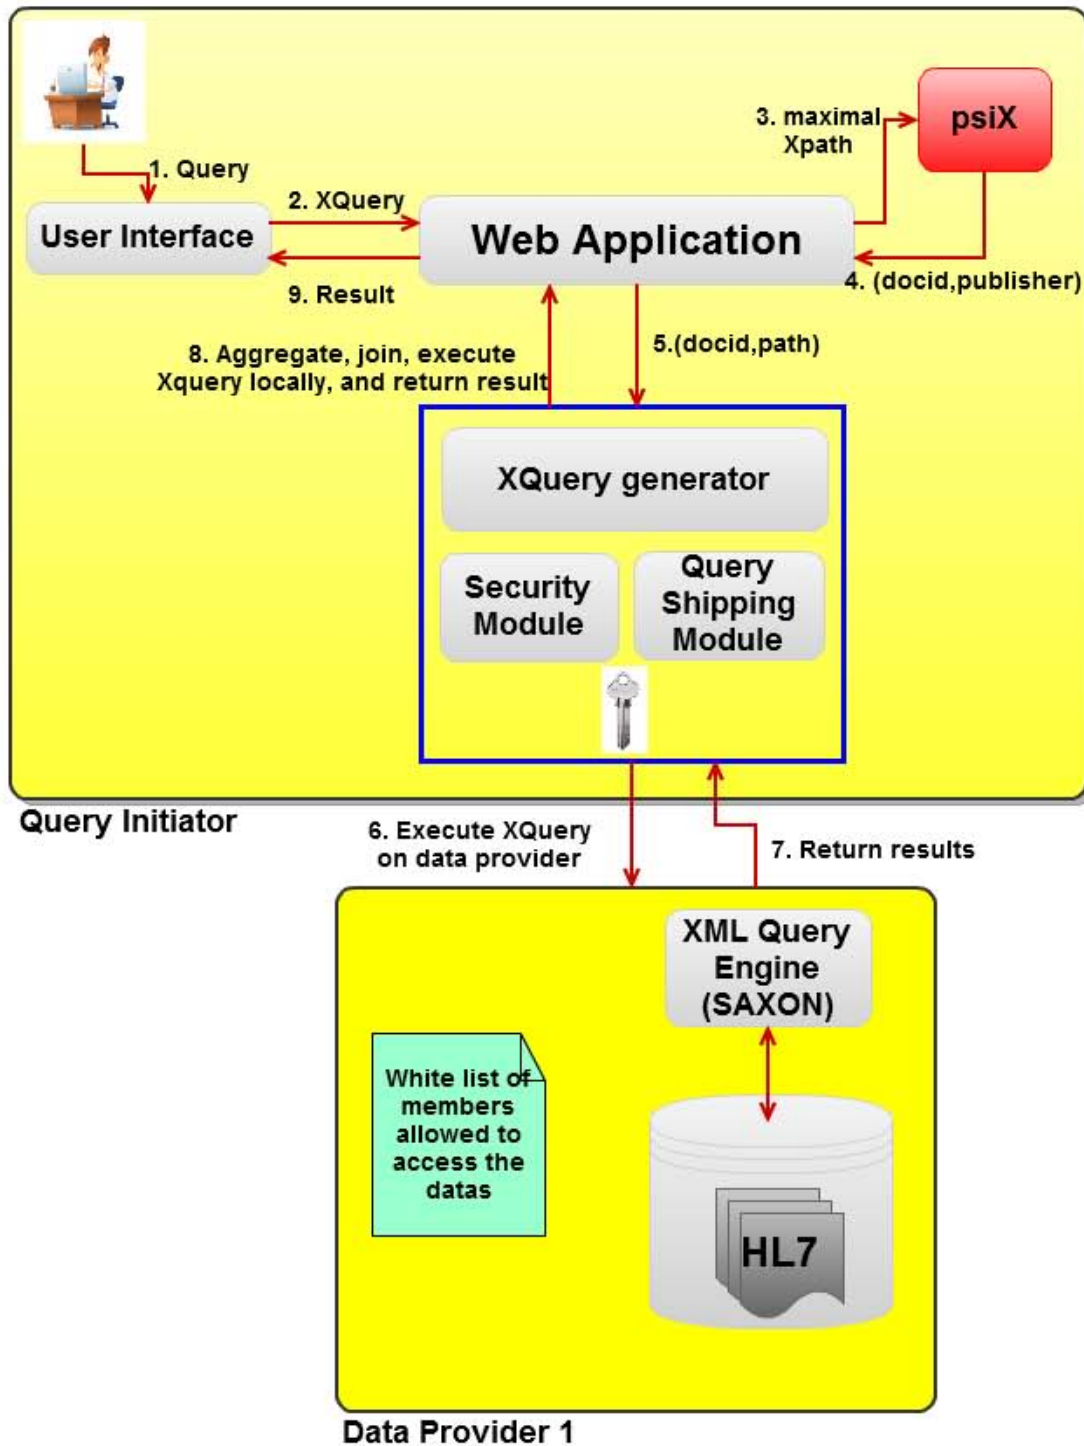 1. Query
User Interface
2. XQuery
9. Result
Web Application
3. maximal
Xpath
psiX
4. (docid,publisher)
5.(docid,path)
8. Aggregate, join, execute
Xquery locally, and return result
XQuery generator
Security
Module
Query
Shipping
Module
Query Initiator
6. Execute XQuery
on data provider
7. Return results
XML Query
Engine
(SAXON)
White list of
members
allowed to
access the
datas
HL7
Data Provider 1